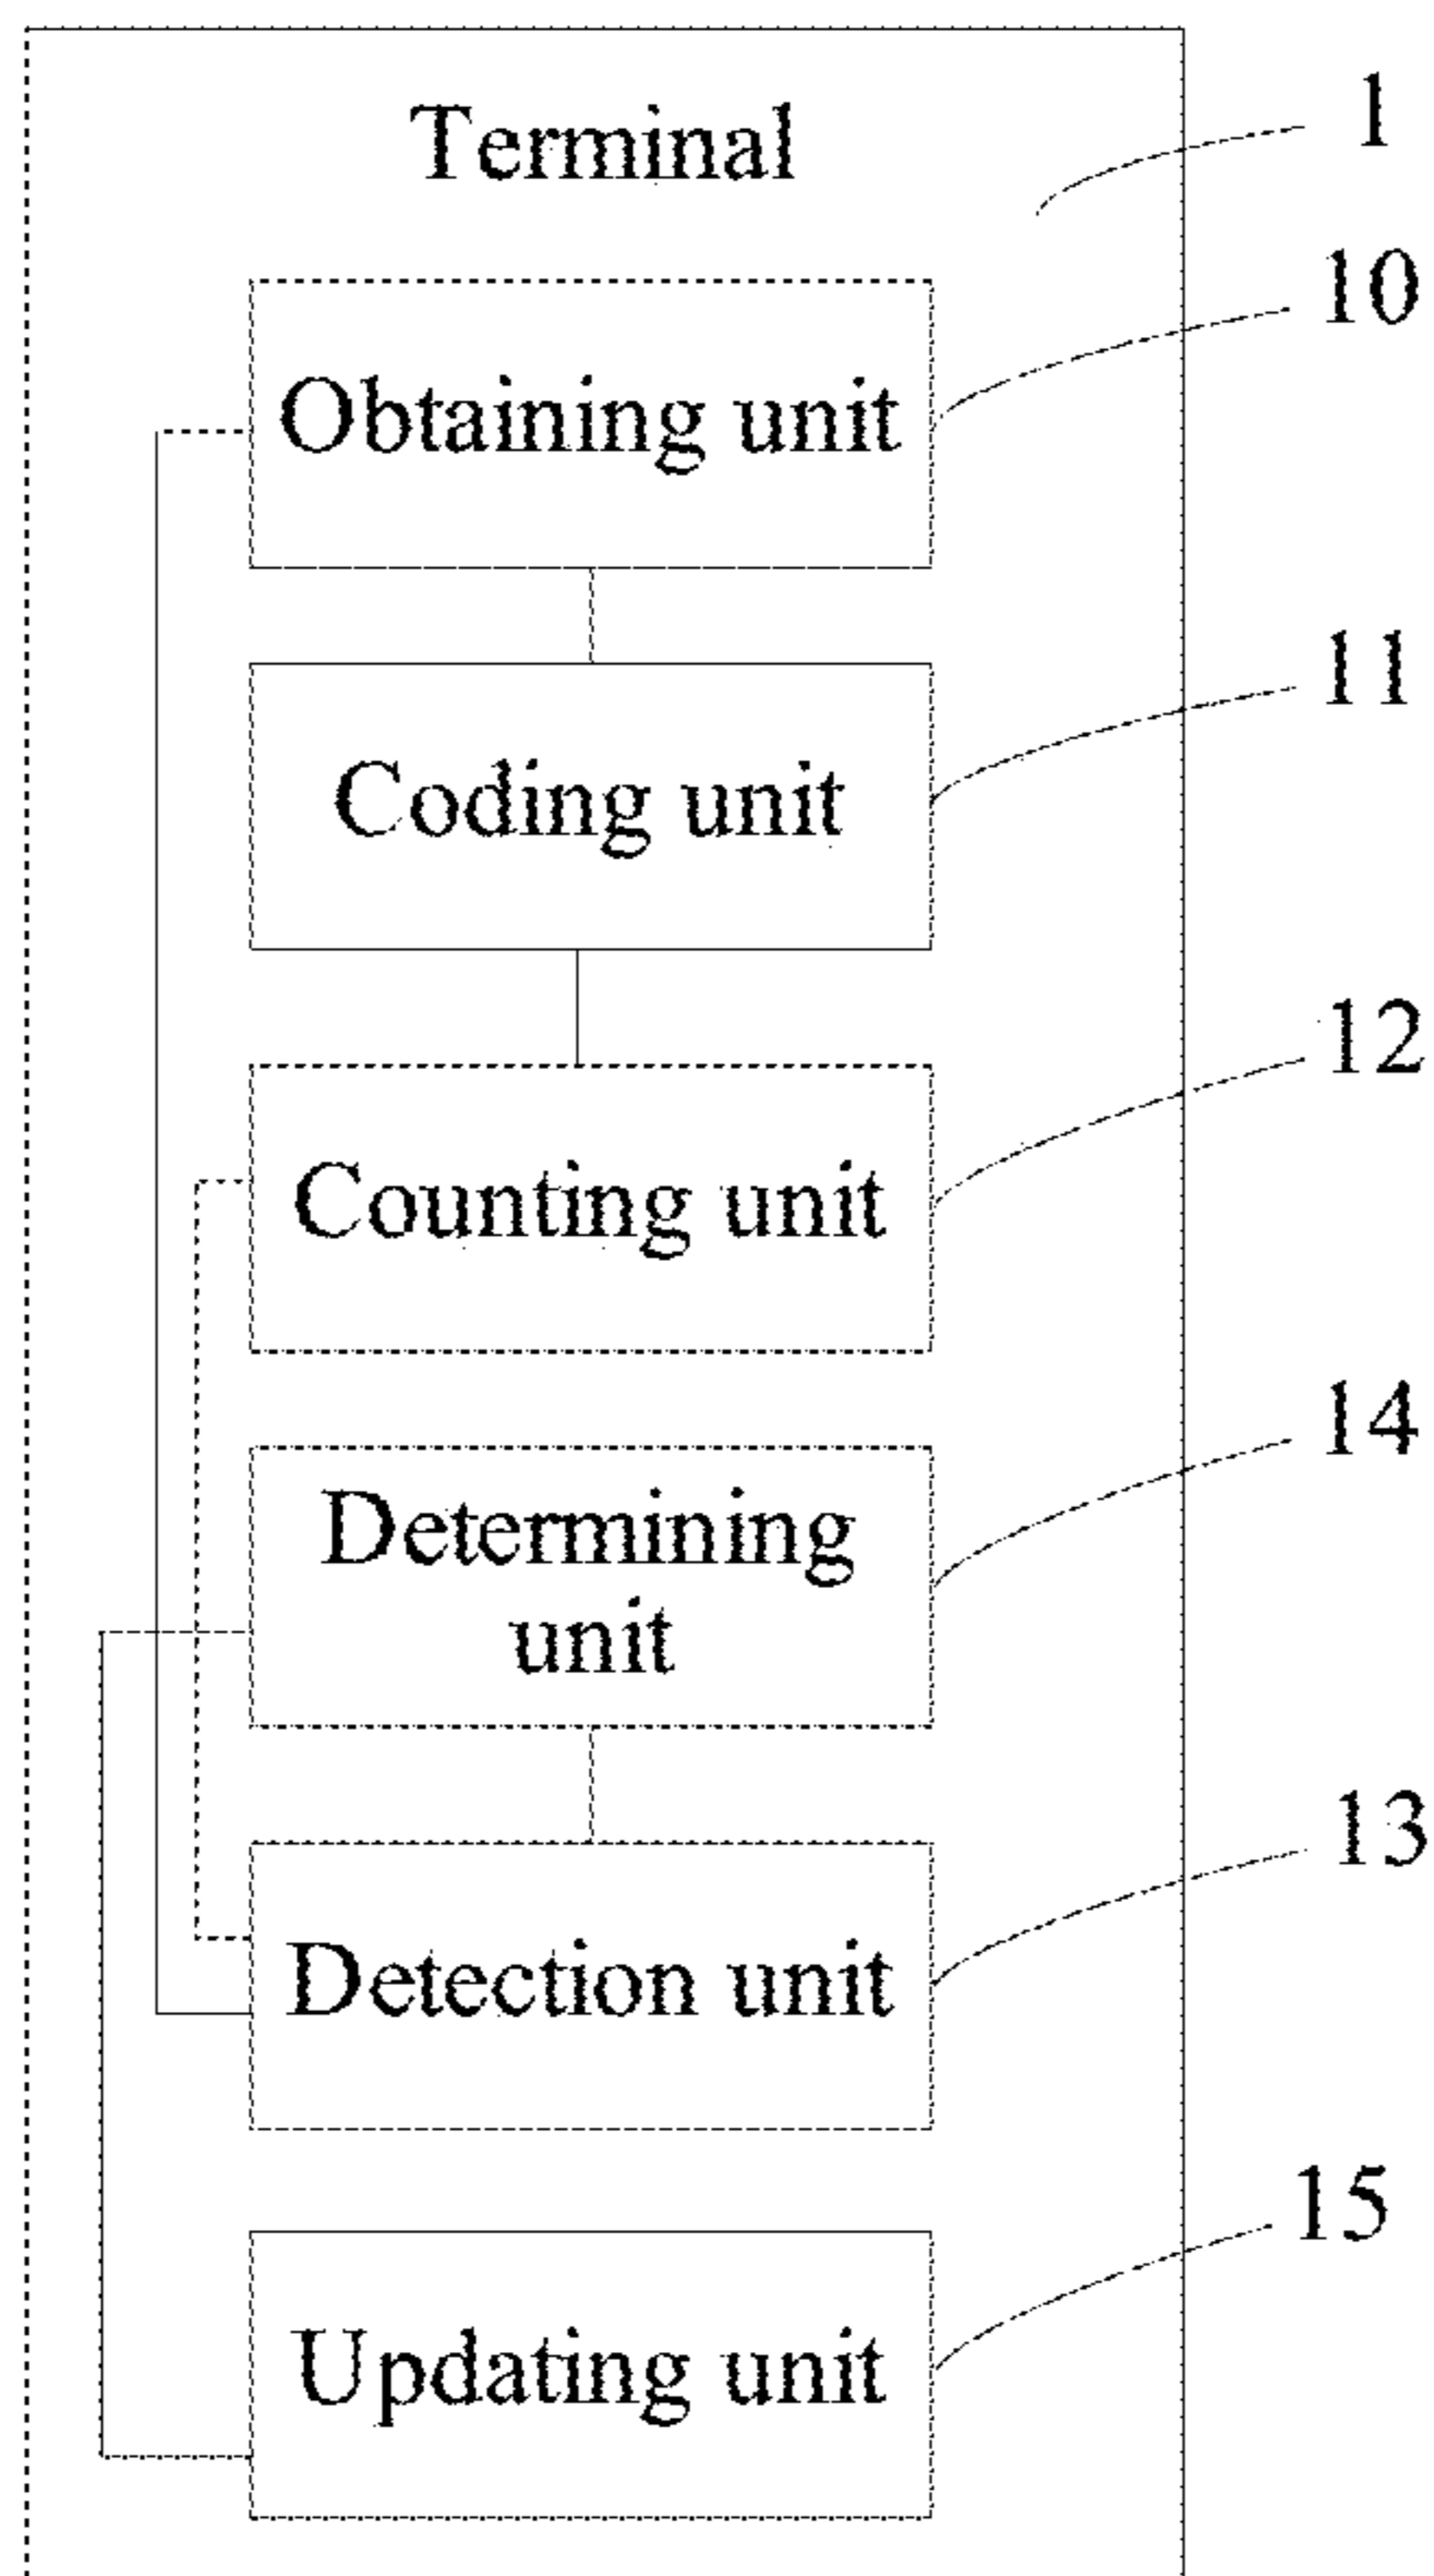 Terminal
1
10
Obtaining unit
11
Coding unit
12
Counting unit
14
Determining
unit
13
Detection unit
15
Updating unit